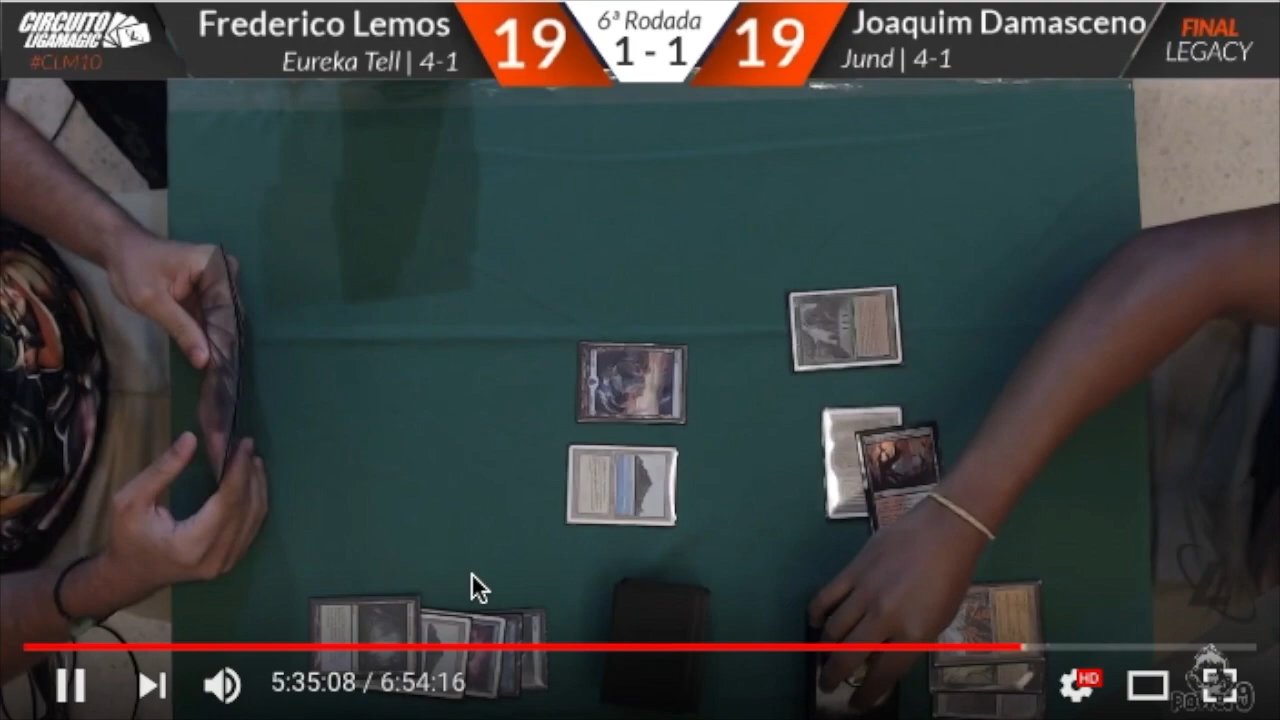 CIRCUITO
LIGAMAGIC
#CLM10
Frederico Lemos
Eureka Tell | 4-1
19
6ª Rodada
1 - 1
19
Joaquim Damasceno
Jund | 4-1
FINAL
LEGACY
5:35:08 / 6:54:16
HD
power9